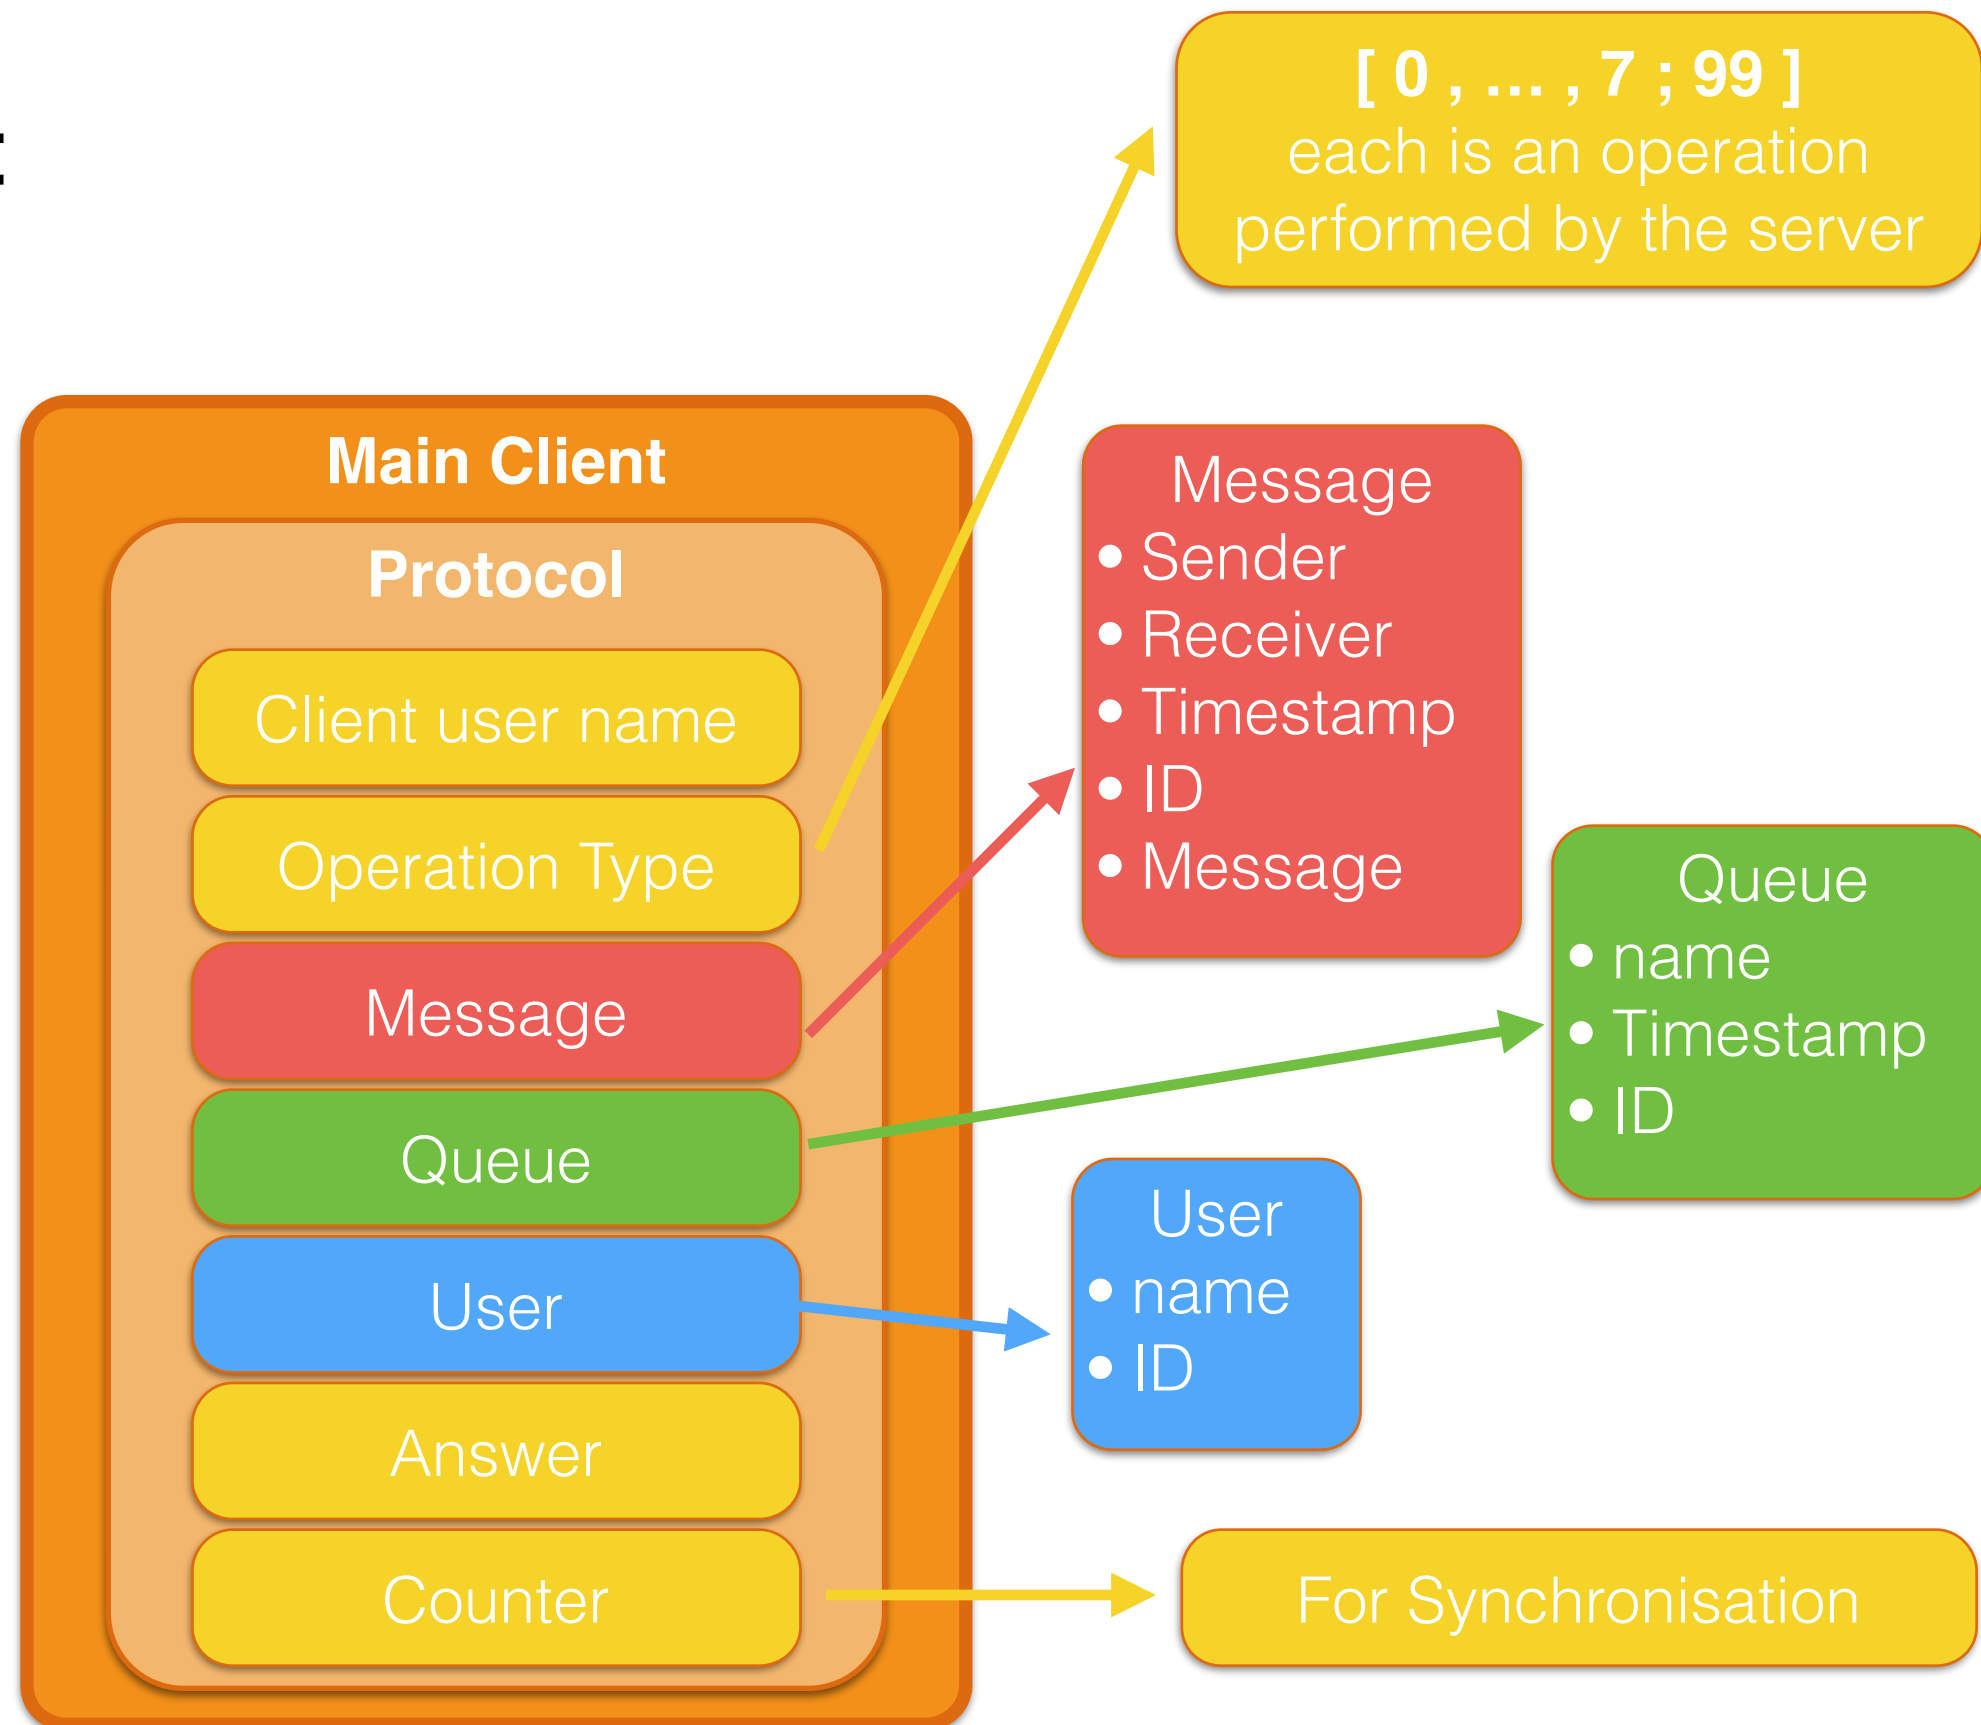 :
[ 0 , ... , 7 ; 99 ]
each is an operation
performed by the server
Main Client
Protocol
Client user name
Operation Type
Message
Queue
User
Answer
Counter
Message
• Sender
• Receiver
• Timestamp
• ID
• Message
Queue
• name
• Timestamp
• ID
User
• name
• ID
For Synchronisation